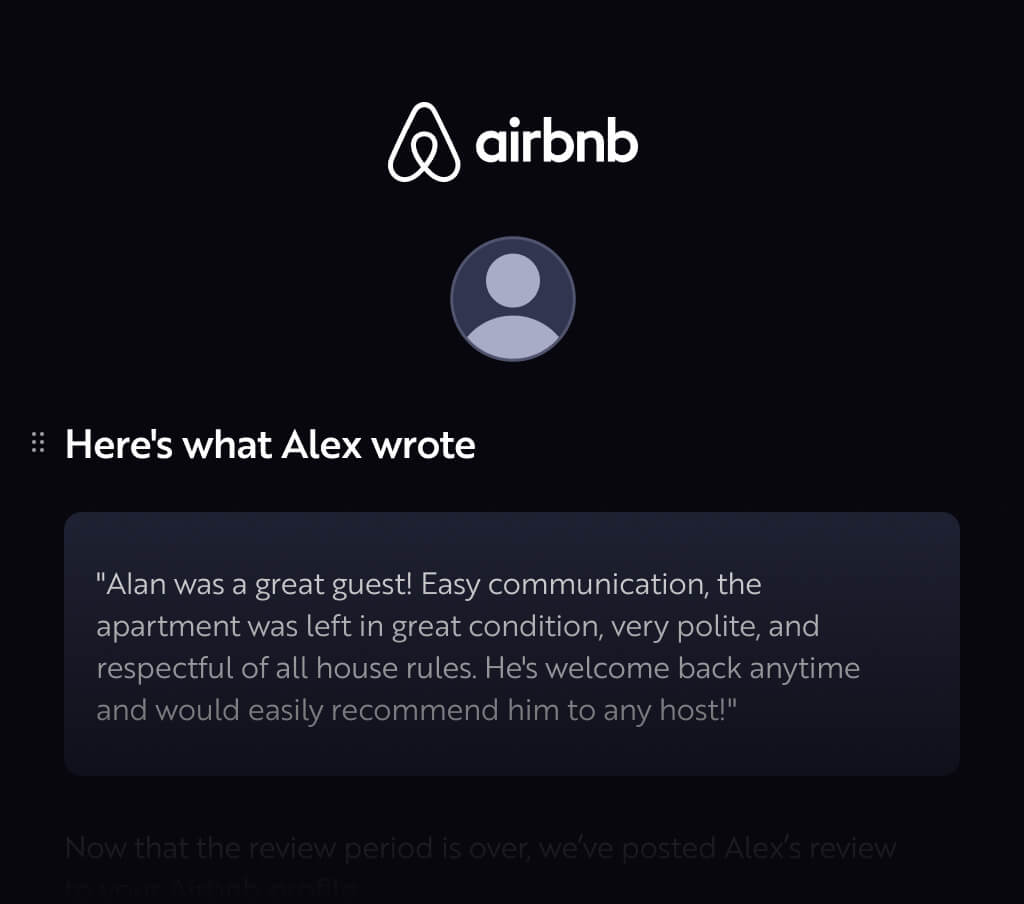 airbnb
Here's what Alex wrote
"Alan was a great guest! Easy communication, the
apartment was left in great condition, very polite, and
respectful of all house rules. He's welcome back anytime
and would easily recommend him to any host!"
Now that the review period is over, we’ve posted Alex’s review
to your Airbnb profile.